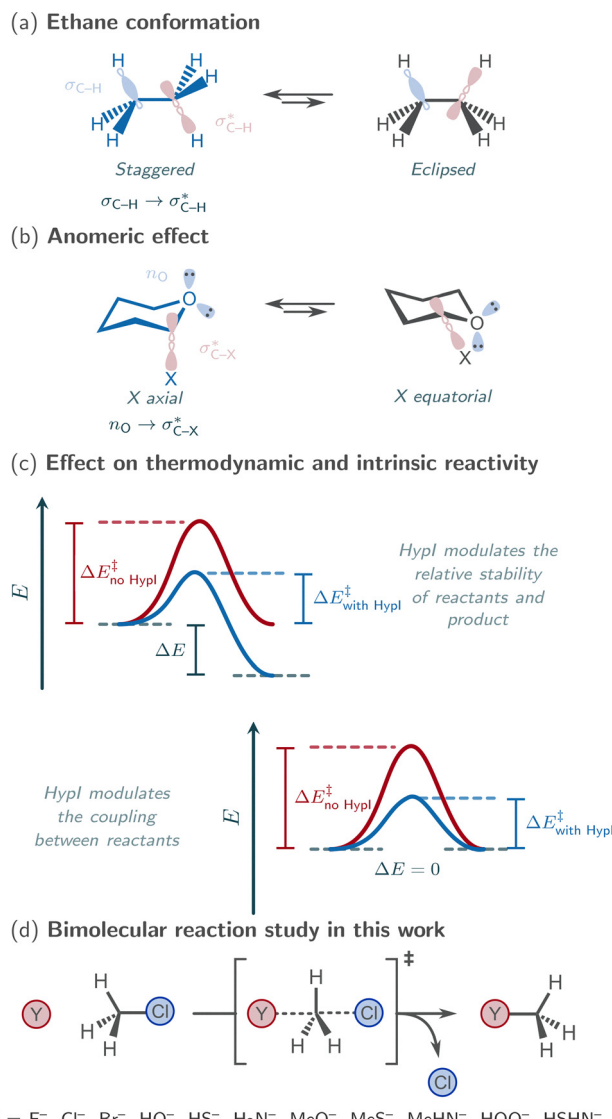 (a) Ethane conformation
H
H
H
H
H
H
σC–H
H
H
H
H
H
H
σ*C–H
Staggered
Eclipsed
σC–H → σ*C–H
(b) Anomeric effect
nO
O
O
σ*C–X
X
X
X axial
X equatorial
nO → σ*C–X
(c) Effect on thermodynamic and intrinsic reactivity
E
ΔE‡no HypI
ΔE‡with HypI
ΔE
HypI modulates the
relative stability
of reactants and
product
HypI modulates
the coupling
between reactants
E
ΔE‡no HypI
ΔE‡with HypI
ΔE = 0
(d) Bimolecular reaction study in this work
Y
H
H
H
Cl
Y
H
H
H
Cl
‡
Y
H
H
H
Cl